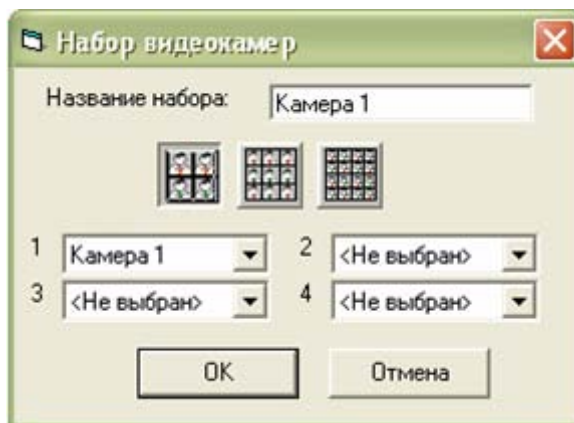 Набор видеокамер
Название набора: Камера 1
1 Камера 1 2 <Не выбран>
3 <Не выбран> 4 <Не выбран>
OK Отмена